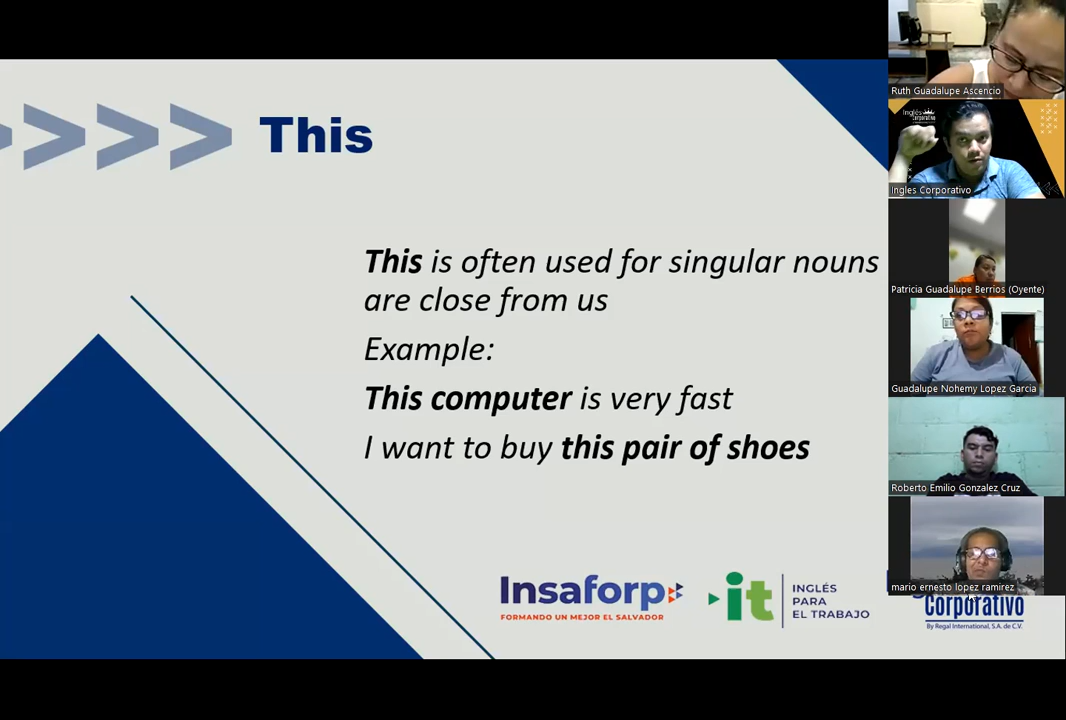 This
This is often used for singular nouns
are close from us
Example:
This computer is very fast
I want to buy this pair of shoes
Insaforp
FORMANDO UN MEJOR EL SALVADOR
it
INGLÉS
PARA
EL TRABAJO
Corporativo
By Regal International, S.A. de C.V.
Ruth Guadalupe Ascencio
Inglés
Corporativo
Ingles Corporativo
Patricia Guadalupe Berrios (Oyente)
Guadalupe Nohemy Lopez Garcia
Roberto Emilio Gonzalez Cruz
mario ernesto lopez ramirez